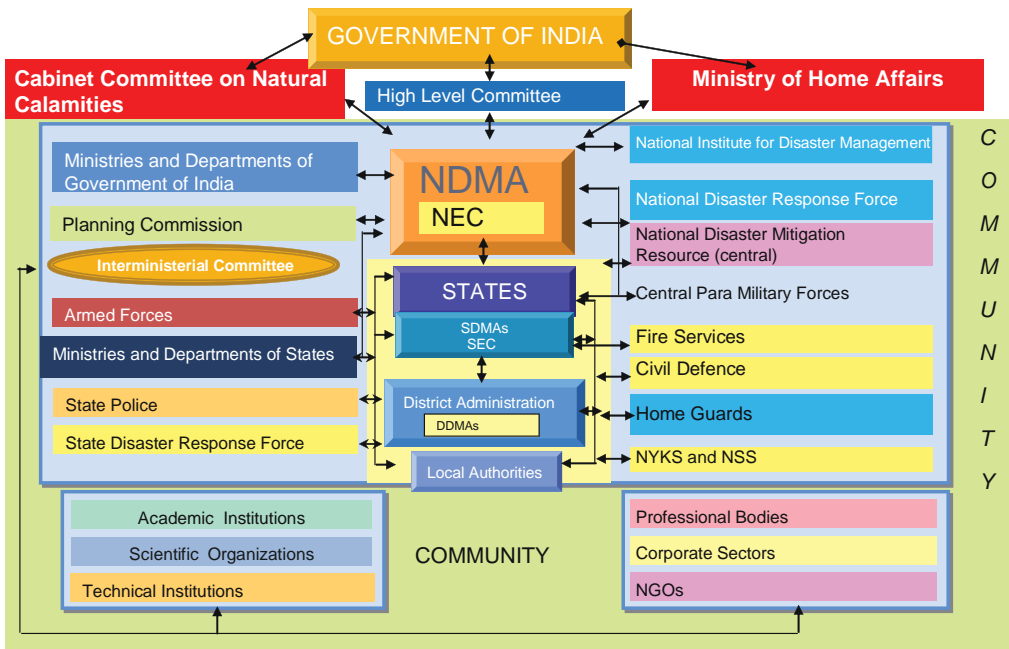 GOVERNMENT OF INDIA
Cabinet Committee on Natural
Calamities
High Level Committee
Ministry of Home Affairs
Ministries and Departments of
Government of India
Planning Commission
Interministerial Committee
Armed Forces
Ministries and Departments of States
State Police
State Disaster Response Force
NDMA
NEC
STATES
SDMAs
SEC
District Administration
DDMAs
Local Authorities
National Institute for Disaster Management
National Disaster Response Force
National Disaster Mitigation
Resource (central)
Central Para Military Forces
Fire Services
Civil Defence
Home Guards
NYKS and NSS
C
O
M
M
U
N
I
T
Y
Academic Institutions
Scientific Organizations
Technical Institutions
COMMUNITY
Professional Bodies
Corporate Sectors
NGOs